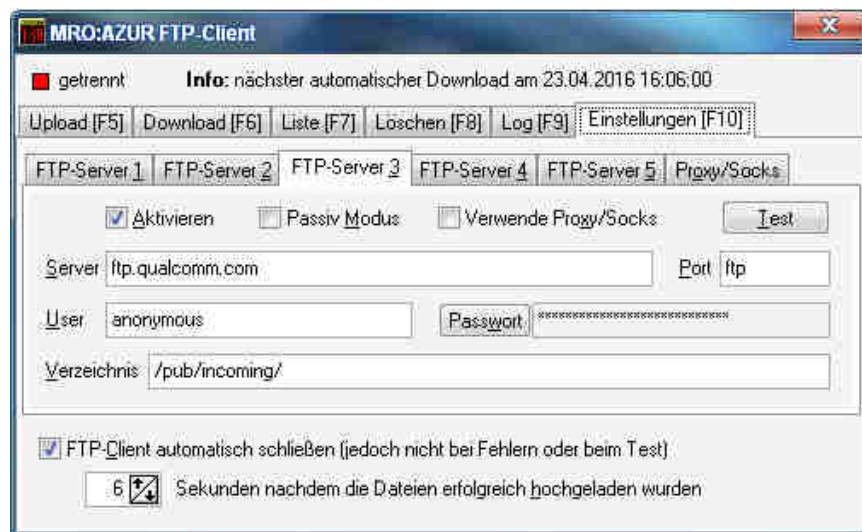 MRO:AZUR FTP-Client
getrennt Info: nächster automatischer Download am 23.04.2016 16:06:00
Upload [F5] Download [F6] Liste [F7] Löschen [F8] Log [F9] Einstellungen [F10]
FTP-Server 1 FTP-Server 2 FTP-Server 3 FTP-Server 4 FTP-Server 5 Proxy/Socks
Aktivieren Passiv Modus Verwende Proxy/Socks Test
Server ftp.qualcomm.com Port ftp
User anonymous Passwort ****************************
Verzeichnis /pub/incoming/
FTP-Client automatisch schließen (jedoch nicht bei Fehlern oder beim Test)
6 Sekunden nachdem die Dateien erfolgreich hochgeladen wurden